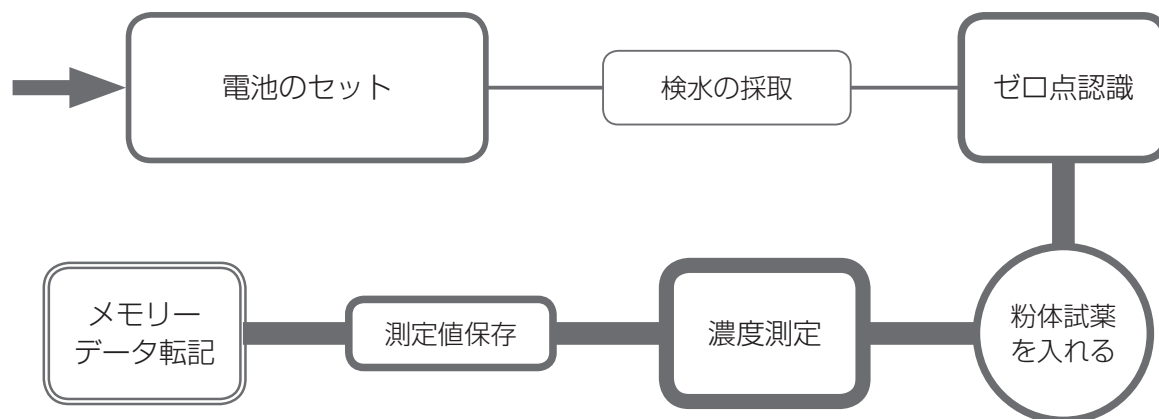 電池のセット
検水の採取
ゼロ点認識
粉体試薬
を入れる
濃度測定
測定値保存
メモリー
データ転記